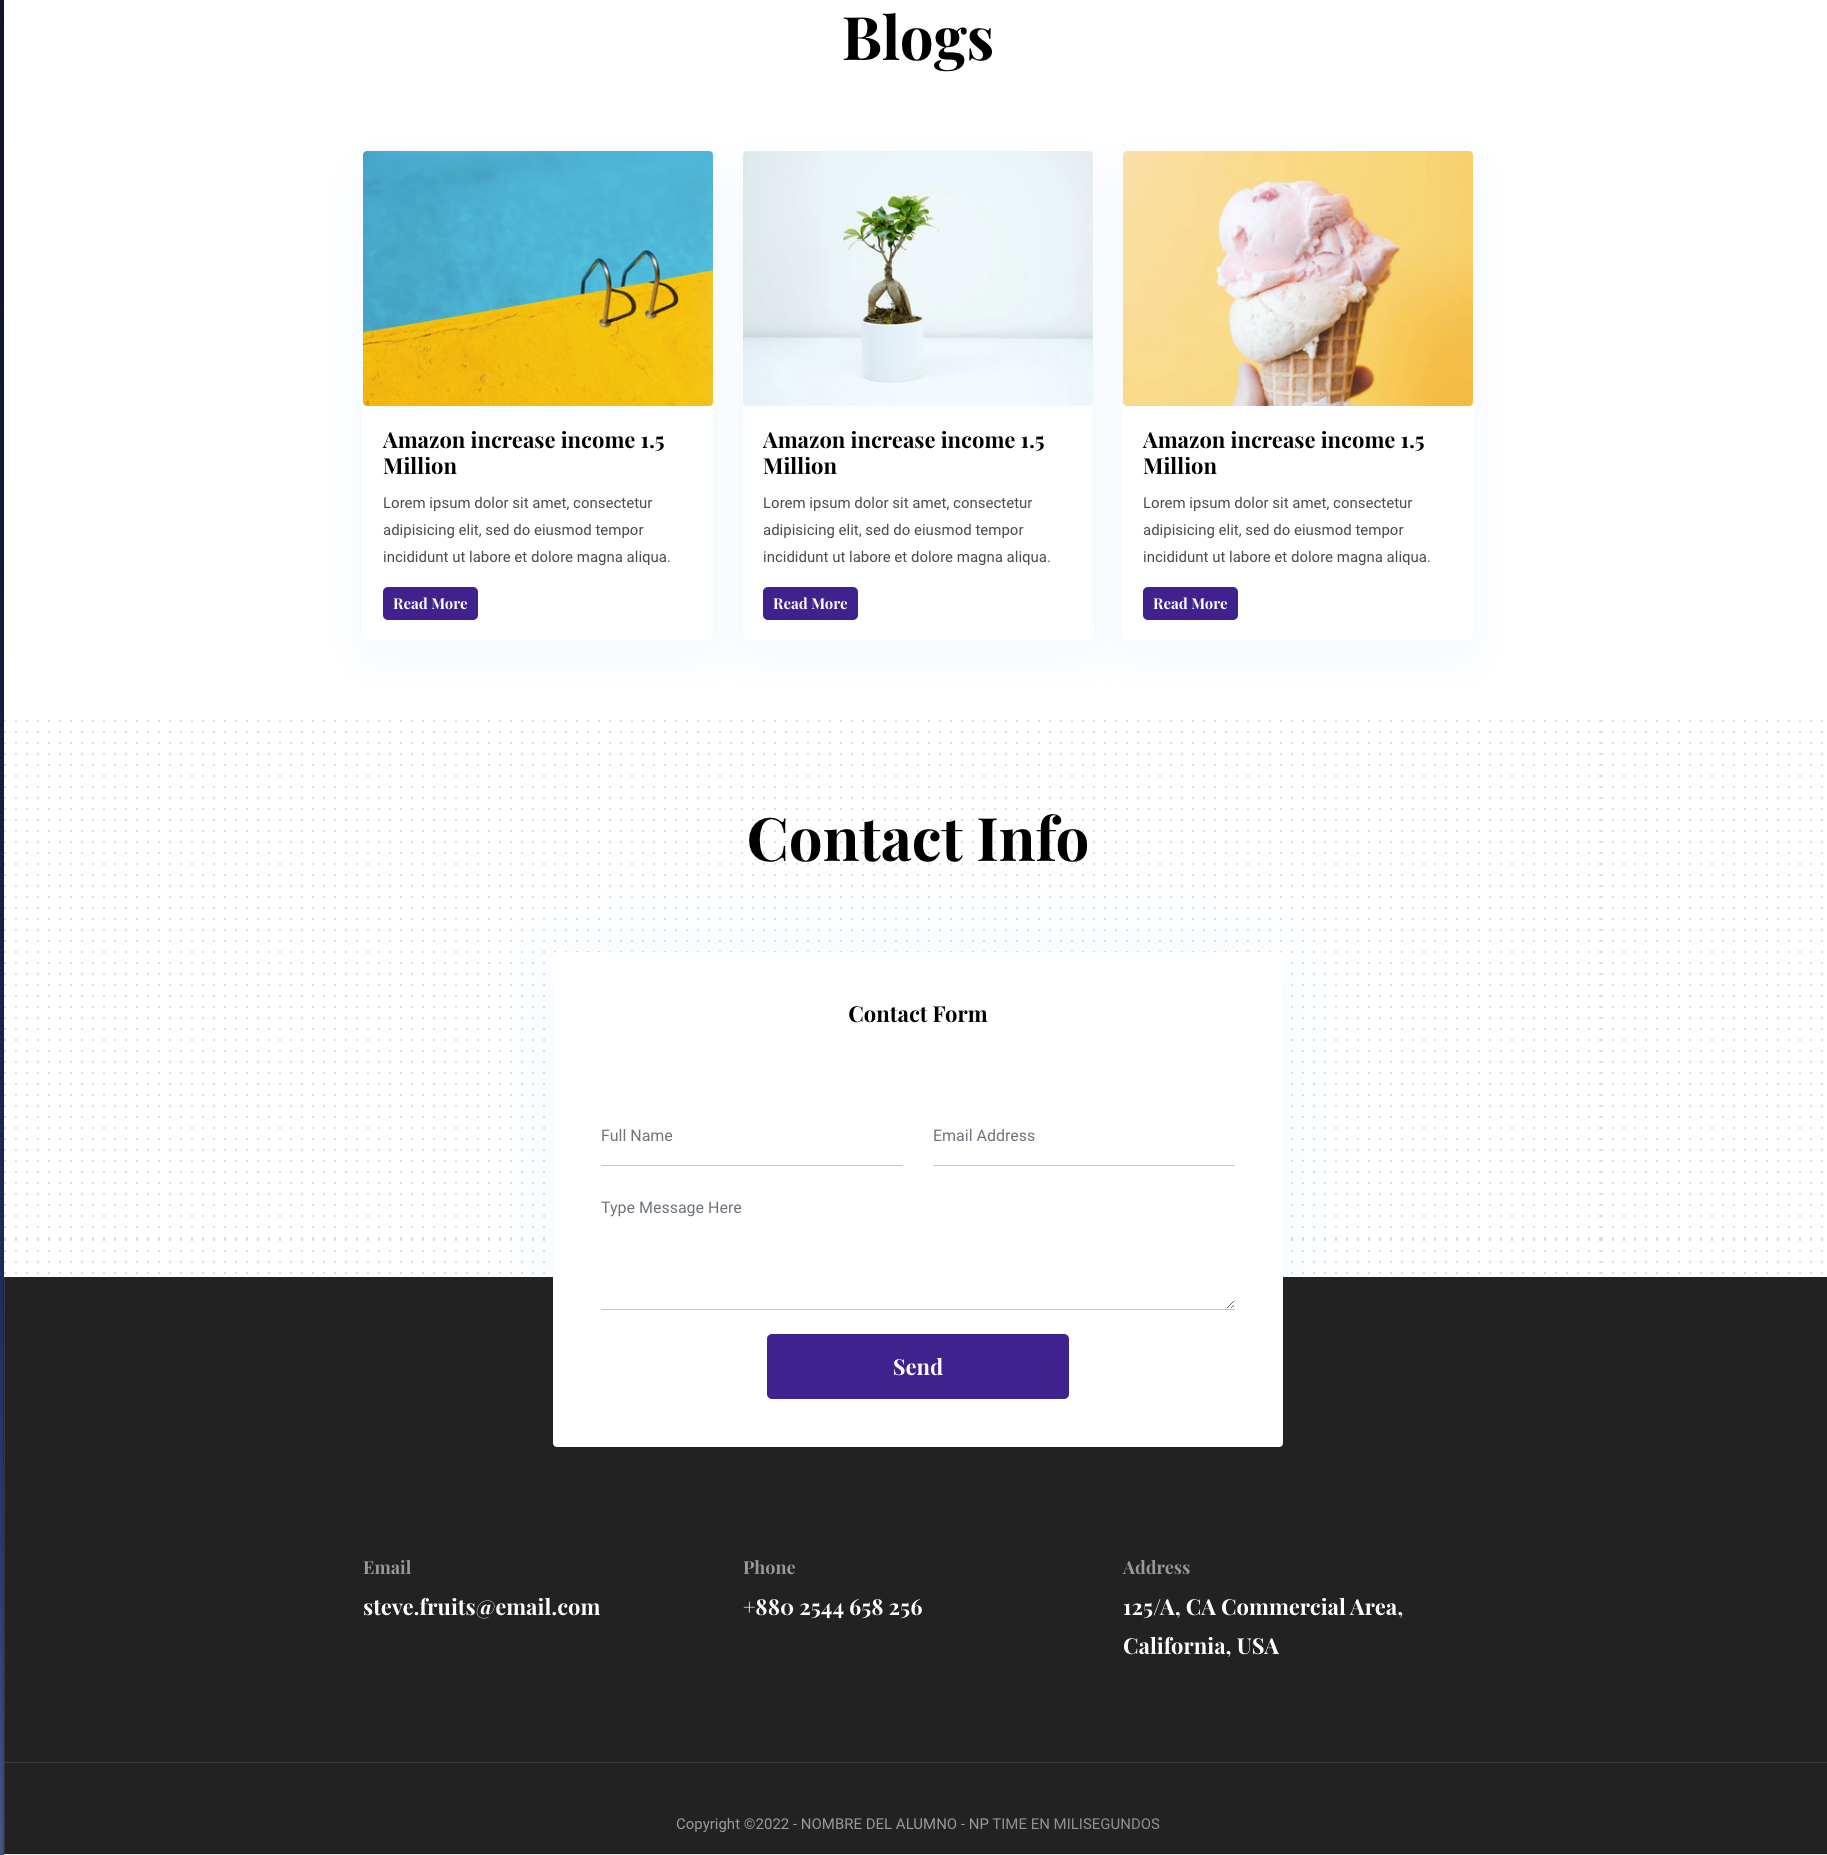 Blogs
Amazon increase income 1.5
Million
Lorem ipsum dolor sit amet, consectetur
adipisicing elit, sed do eiusmod tempor
incididunt ut labore et dolore magna aliqua.
Read More
Amazon increase income 1.5
Million
Lorem ipsum dolor sit amet, consectetur
adipisicing elit, sed do eiusmod tempor
incididunt ut labore et dolore magna aliqua.
Read More
Amazon increase income 1.5
Million
Lorem ipsum dolor sit amet, consectetur
adipisicing elit, sed do eiusmod tempor
incididunt ut labore et dolore magna aliqua.
Read More
Contact Info
Contact Form
Full Name
Email Address
Type Message Here
Send
Email
steve.fruits@email.com
Phone
+880 2544 658 256
Address
125/A, CA Commercial Area,
California, USA
Copyright ©2022 - NOMBRE DEL ALUMNO - NP TIME EN MILISEGUNDOS